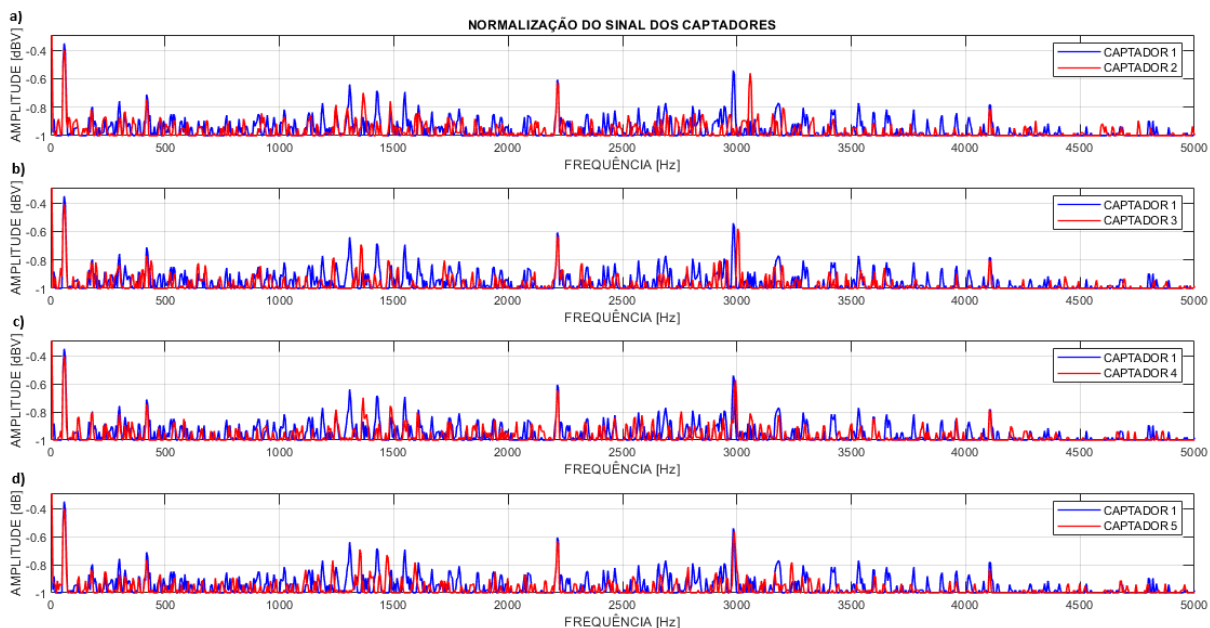 a)
NORMALIZAÇÃO DO SINAL DOS CAPTADORES
AMPLITUDE [dBV]
-0.4
-0.6
-0.8
-1
CAPTADOR 1
CAPTADOR 2
0 500 1000 1500 2000 2500 3000 3500 4000 4500 5000
FREQUÊNCIA [Hz]
b)
AMPLITUDE [dBV]
-0.4
-0.6
-0.8
-1
CAPTADOR 1
CAPTADOR 3
0 500 1000 1500 2000 2500 3000 3500 4000 4500 5000
FREQUÊNCIA [Hz]
c)
AMPLITUDE [dBV]
-0.4
-0.6
-0.8
-1
CAPTADOR 1
CAPTADOR 4
0 500 1000 1500 2000 2500 3000 3500 4000 4500 5000
FREQUÊNCIA [Hz]
d)
AMPLITUDE [dB]
-0.4
-0.6
-0.8
-1
CAPTADOR 1
CAPTADOR 5
0 500 1000 1500 2000 2500 3000 3500 4000 4500 5000
FREQUÊNCIA [Hz]